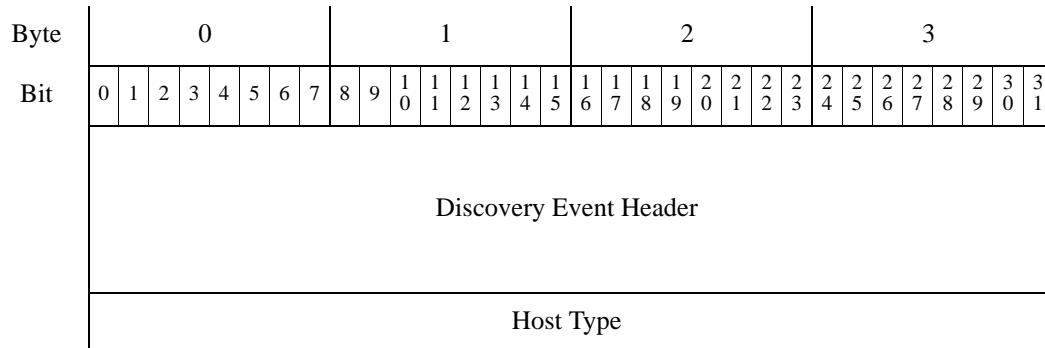 Byte 0 1 2 3
Bit 0 1 2 3 4 5 6 7 8 9 10 11 12 13 14 15 16 17 18 19 20 21 22 23 24 25 26 27 28 29 30 31
Discovery Event Header
Host Type